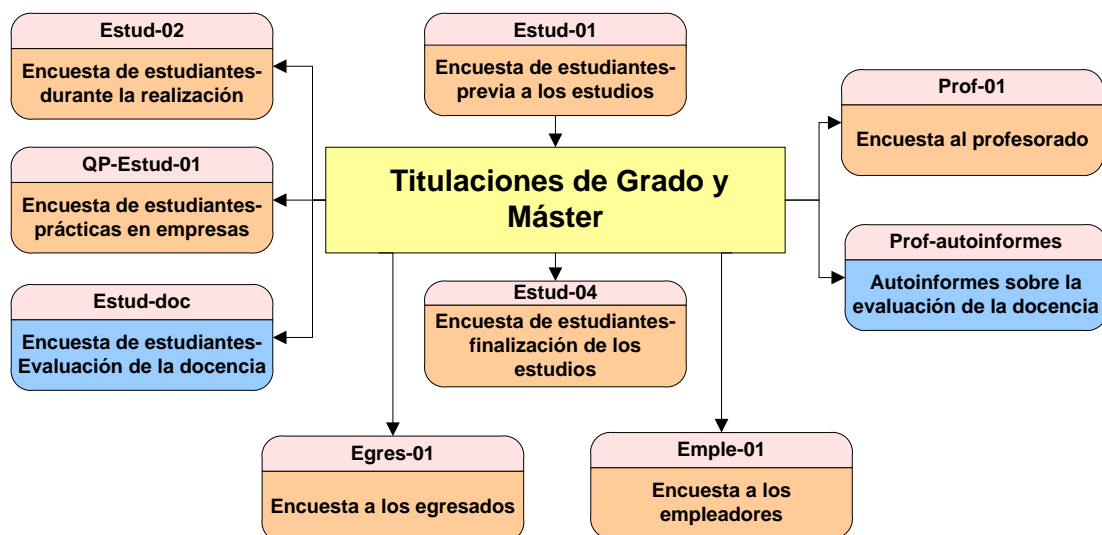 Estud-02
Encuesta de estudiantes-
durante la realización
Estud-01
Encuesta de estudiantes-
previa a los estudios
Prof-01
Encuesta al profesorado
QP-Estud-01
Encuesta de estudiantes-
prácticas en empresas
Titulaciones de Grado y
Máster
Prof-autoinformes
Autoinformes sobre la
evaluación de la docencia
Estud-doc
Encuesta de estudiantes-
Evaluación de la docencia
Estud-04
Encuesta de estudiantes-
finalización de los
estudios
Egres-01
Encuesta a los egresados
Emple-01
Encuesta a los
empleadores